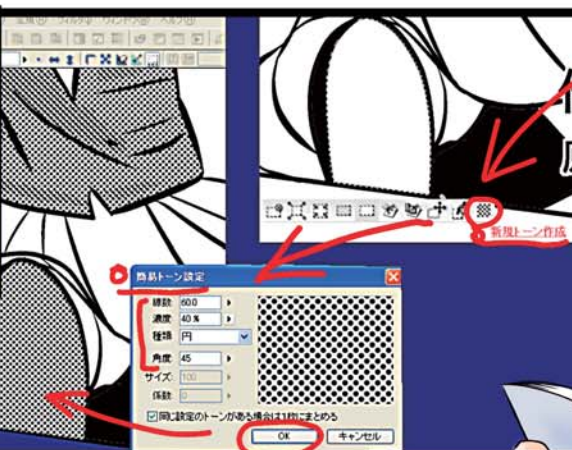 新規トーン作成
簡易トーン設定
線数: 60.0
濃度: 40 %
種類: 円
角度: 45
サイズ: 100
係数: 0
同じ設定のトーンがある場合は1枚にまとめる
OK キャンセル